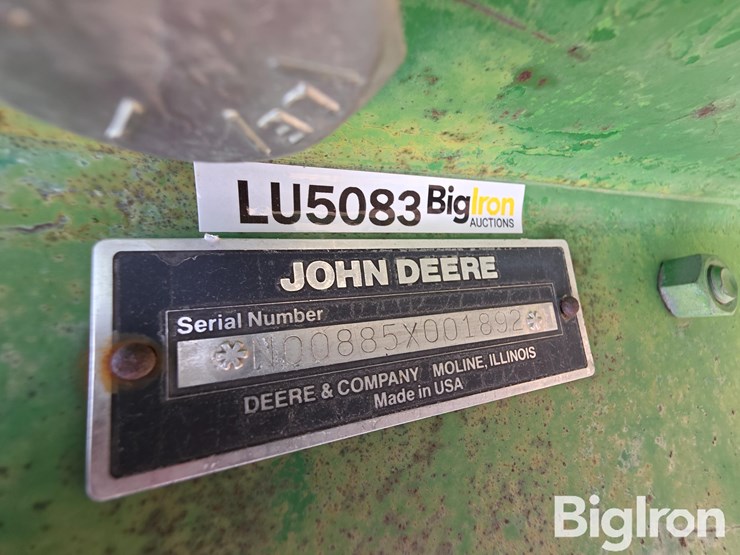 LU5083 BigIron
AUCTIONS
JOHN DEERE
Serial Number
*N00885X001892*
DEERE & COMPANY MOLINE, ILLINOIS
Made in USA
BigIron